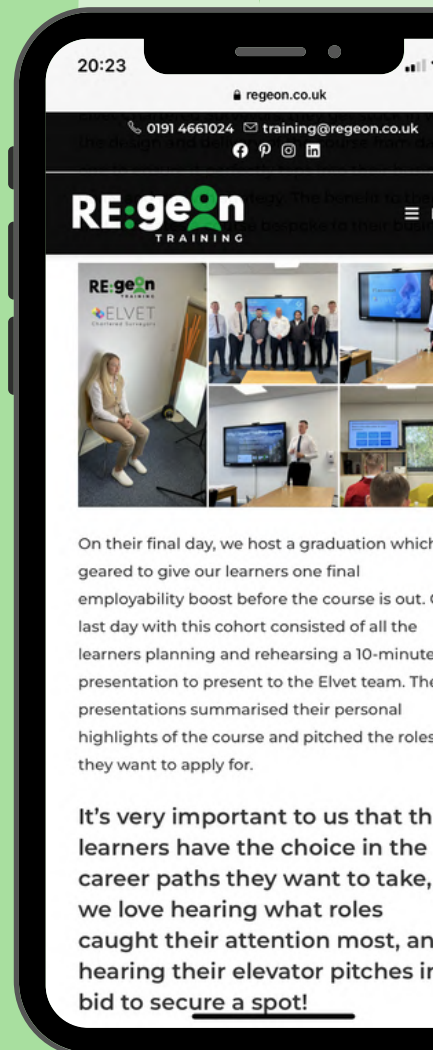 20:23
regeon.co.uk
0191 4661024 training@regeon.co.uk
RE:geon
TRAINING
RE:geon
TRAINING
ELVET
Chartered Surveyors
On their final day, we host a graduation which
geared to give our learners one final
employability boost before the course is out.
last day with this cohort consisted of all the
learners planning and rehearsing a 10-minute
presentation to present to the Elvet team. The
presentations summarised their personal
highlights of the course and pitched the roles
they want to apply for.
It's very important to us that th
learners have the choice in the
career paths they want to take,
we love hearing what roles
caught their attention most, an
hearing their elevator pitches in
bid to secure a spot!